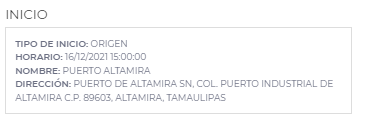 INICIO
TIPO DE INICIO: ORIGEN
HORARIO: 16/12/2021 15:00:00
NOMBRE: PUERTO ALTAMIRA
DIRECCIÓN: PUERTO DE ALTAMIRA SN, COL. PUERTO INDUSTRIAL DE
ALTAMIRA C.P. 89603, ALTAMIRA, TAMAULIPAS